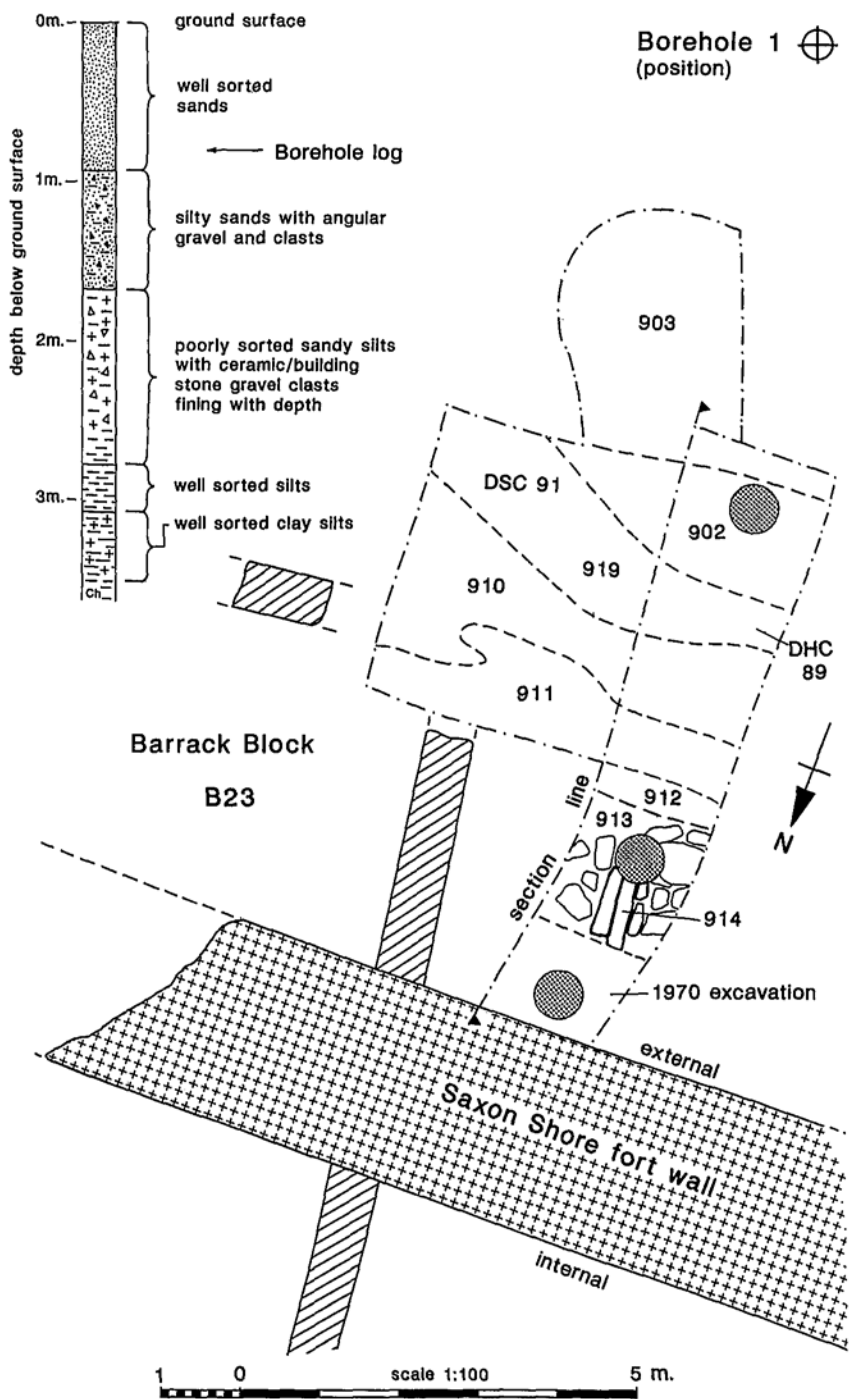 0m.
ground surface
Borehole 1
(position)
well sorted
sands
Borehole log
depth below ground surface
1m.
silty sands with angular
gravel and clasts
2m.
poorly sorted sandy silts
with ceramic/building
stone gravel clasts
fining with depth
3m.
well sorted silts
well sorted clay silts
Ch
903
DSC 91
902
919
910
DHC
89
911
Barrack Block
B23
912
913
section line
914
N
1970 excavation
external
Saxon Shore fort wall
internal
1 0 scale 1:100 5 m.